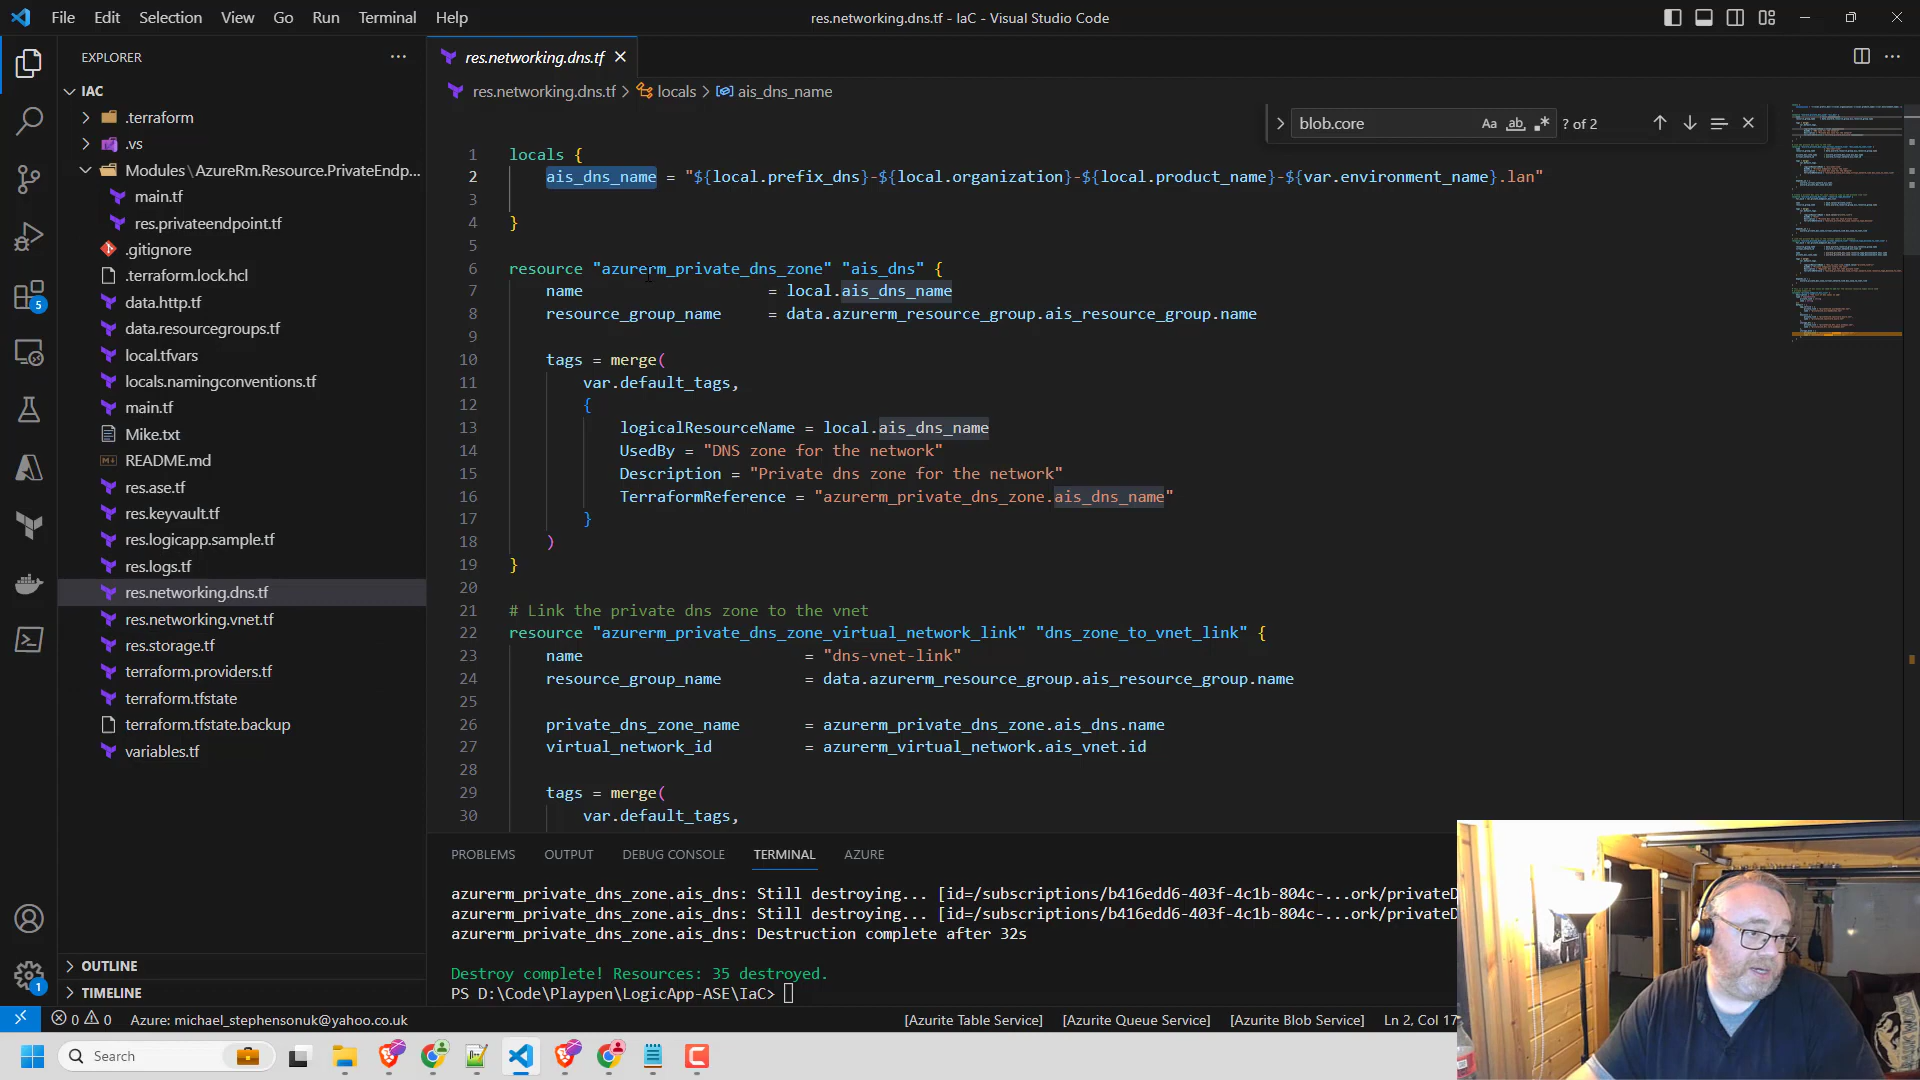 File Edit Selection View Go Run Terminal Help
res.networking.dns.tf - IaC - Visual Studio Code
EXPLORER
IAC
.terraform
.vs
Modules \ AzureRm.Resource.PrivateEndp...
main.tf
res.privateendpoint.tf
.gitignore
.terraform.lock.hcl
data.http.tf
data.resourcegroups.tf
local.tfvars
locals.namingconventions.tf
main.tf
Mike.txt
README.md
res.ase.tf
res.keyvault.tf
res.logicapp.sample.tf
res.logs.tf
res.networking.dns.tf
res.networking.vnet.tf
res.storage.tf
terraform.providers.tf
terraform.tfstate
terraform.tfstate.backup
variables.tf
OUTLINE
TIMELINE
5
1
res.networking.dns.tf
res.networking.dns.tf > locals > ais_dns_name
blob.core Aa ab ? of 2
1 locals {
2 ais_dns_name = "${local.prefix_dns}-${local.organization}-${local.product_name}-${var.environment_name}.lan"
3
4 }
5
6 resource "azurerm_private_dns_zone" "ais_dns" {
7 name = local.ais_dns_name
8 resource_group_name = data.azurerm_resource_group.ais_resource_group.name
9
10 tags = merge(
11 var.default_tags,
12 {
13 logicalResourceName = local.ais_dns_name
14 UsedBy = "DNS zone for the network"
15 Description = "Private dns zone for the network"
16 TerraformReference = "azurerm_private_dns_zone.ais_dns_name"
17 }
18 )
19 }
20
21 # Link the private dns zone to the vnet
22 resource "azurerm_private_dns_zone_virtual_network_link" "dns_zone_to_vnet_link" {
23 name = "dns-vnet-link"
24 resource_group_name = data.azurerm_resource_group.ais_resource_group.name
25
26 private_dns_zone_name = azurerm_private_dns_zone.ais_dns.name
27 virtual_network_id = azurerm_virtual_network.ais_vnet.id
28
29 tags = merge(
30 var.default_tags,
PROBLEMS OUTPUT DEBUG CONSOLE TERMINAL AZURE
azurerm_private_dns_zone.ais_dns: Still destroying... [id=/subscriptions/b416edd6-403f-4c1b-804c-...ork/privateD
azurerm_private_dns_zone.ais_dns: Still destroying... [id=/subscriptions/b416edd6-403f-4c1b-804c-...ork/privateD
azurerm_private_dns_zone.ais_dns: Destruction complete after 32s
Destroy complete! Resources: 35 destroyed.
PS D:\Code\Playpen\LogicApp-ASE\IaC>
0 0 Azure: michael_stephensonuk@yahoo.co.uk [Azurite Table Service] [Azurite Queue Service] [Azurite Blob Service] Ln 2, Col 17
Search